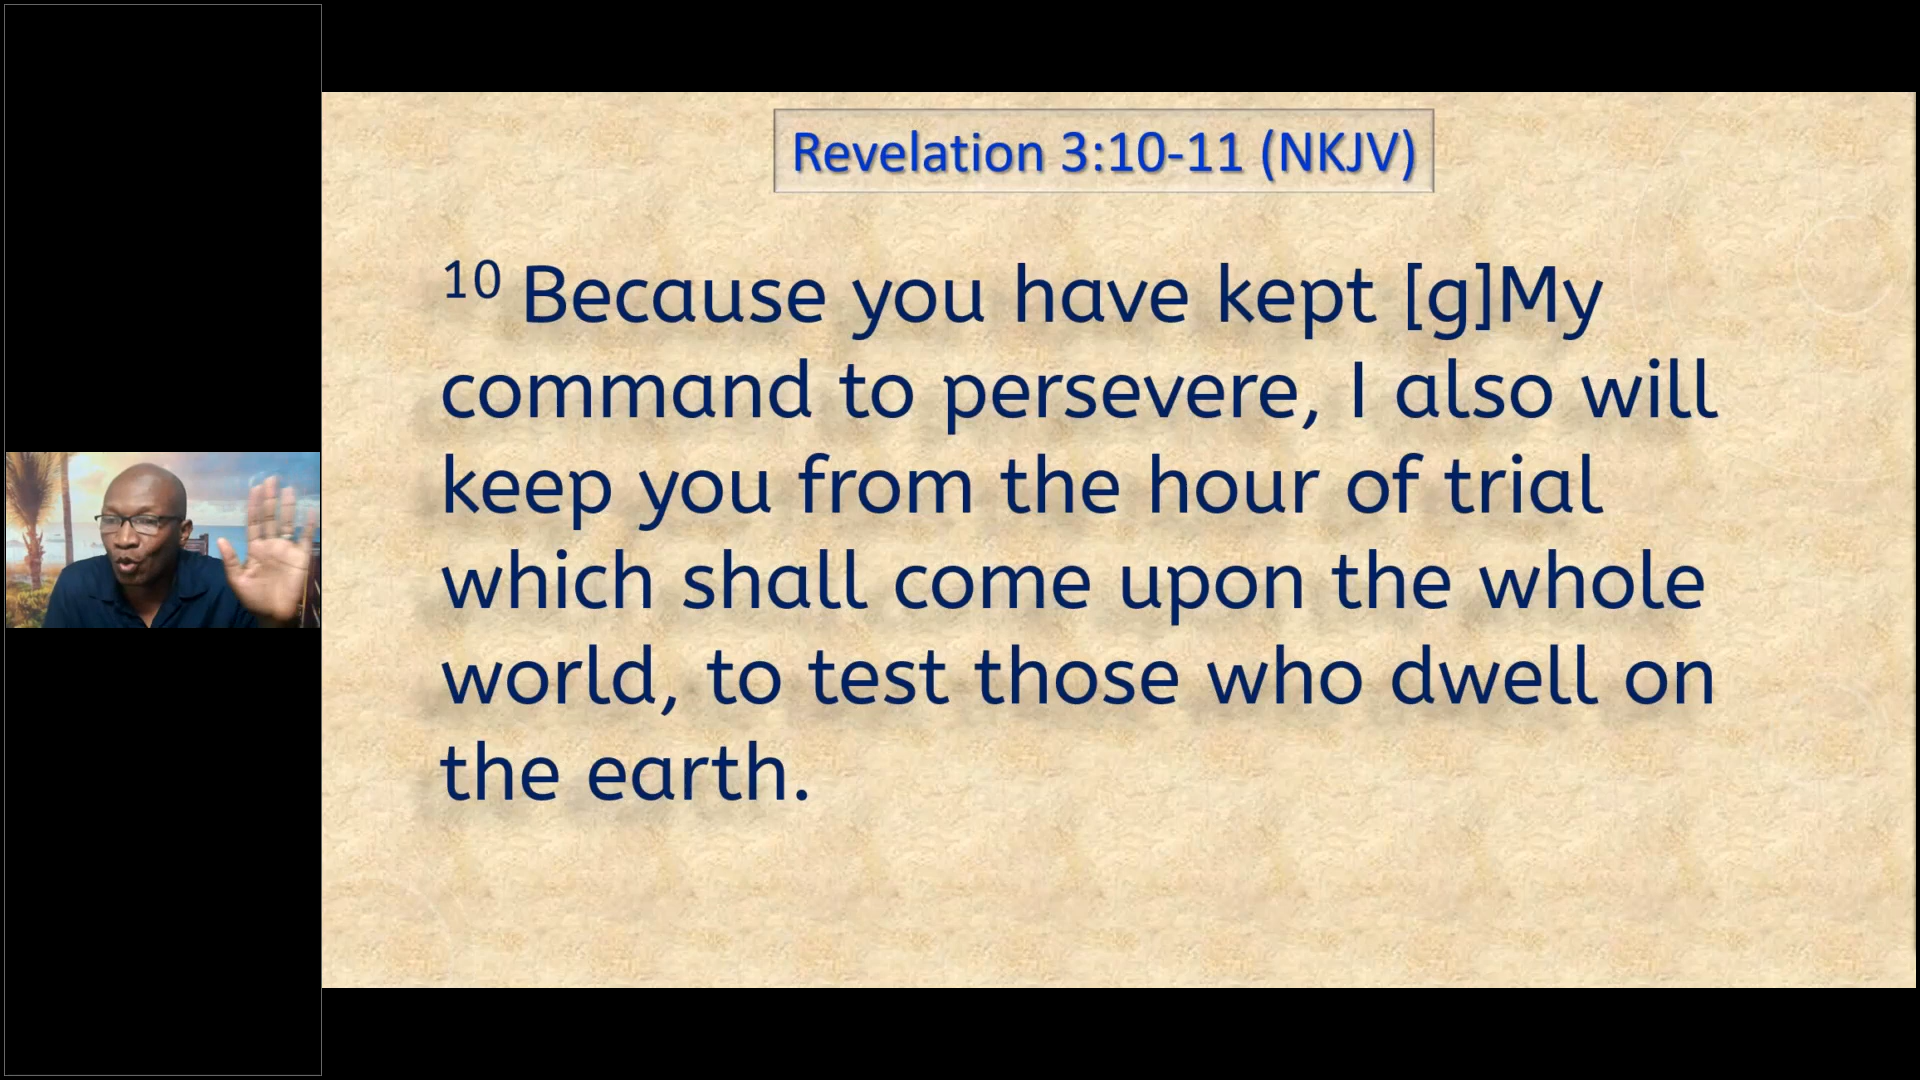 Revelation 3:10-11 (NKJV)
10 Because you have kept [g]My
command to persevere, I also will
keep you from the hour of trial
which shall come upon the whole
world, to test those who dwell on
the earth.